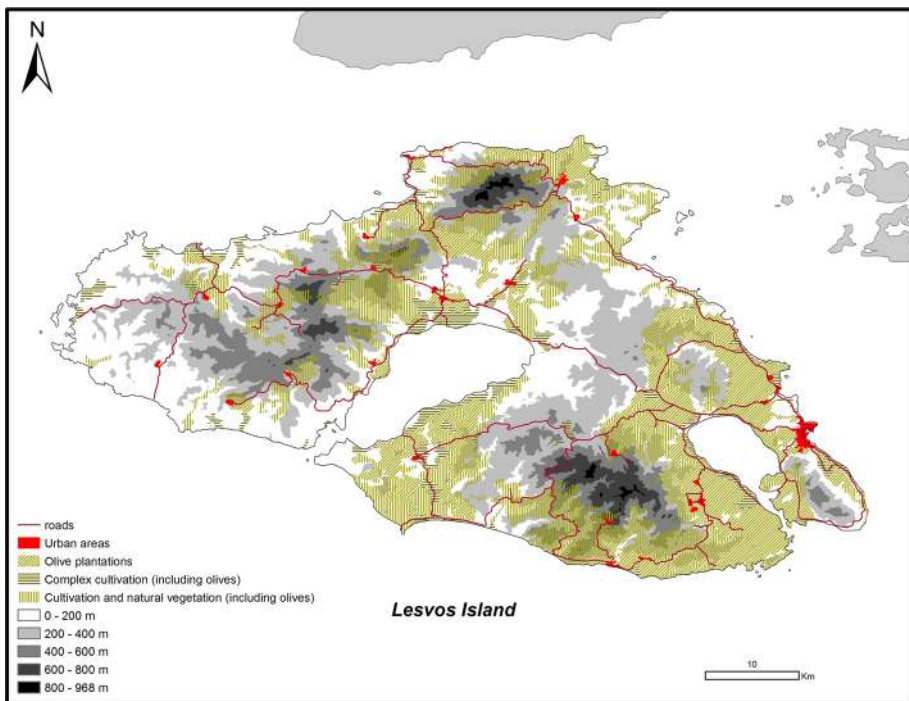 N
roads
Urban areas
Olive plantations
Complex cultivation (including olives)
Cultivation and natural vegetation (including olives)
0 - 200 m
200 - 400 m
400 - 600 m
600 - 800 m
800 - 968 m
Lesvos Island
10
Km